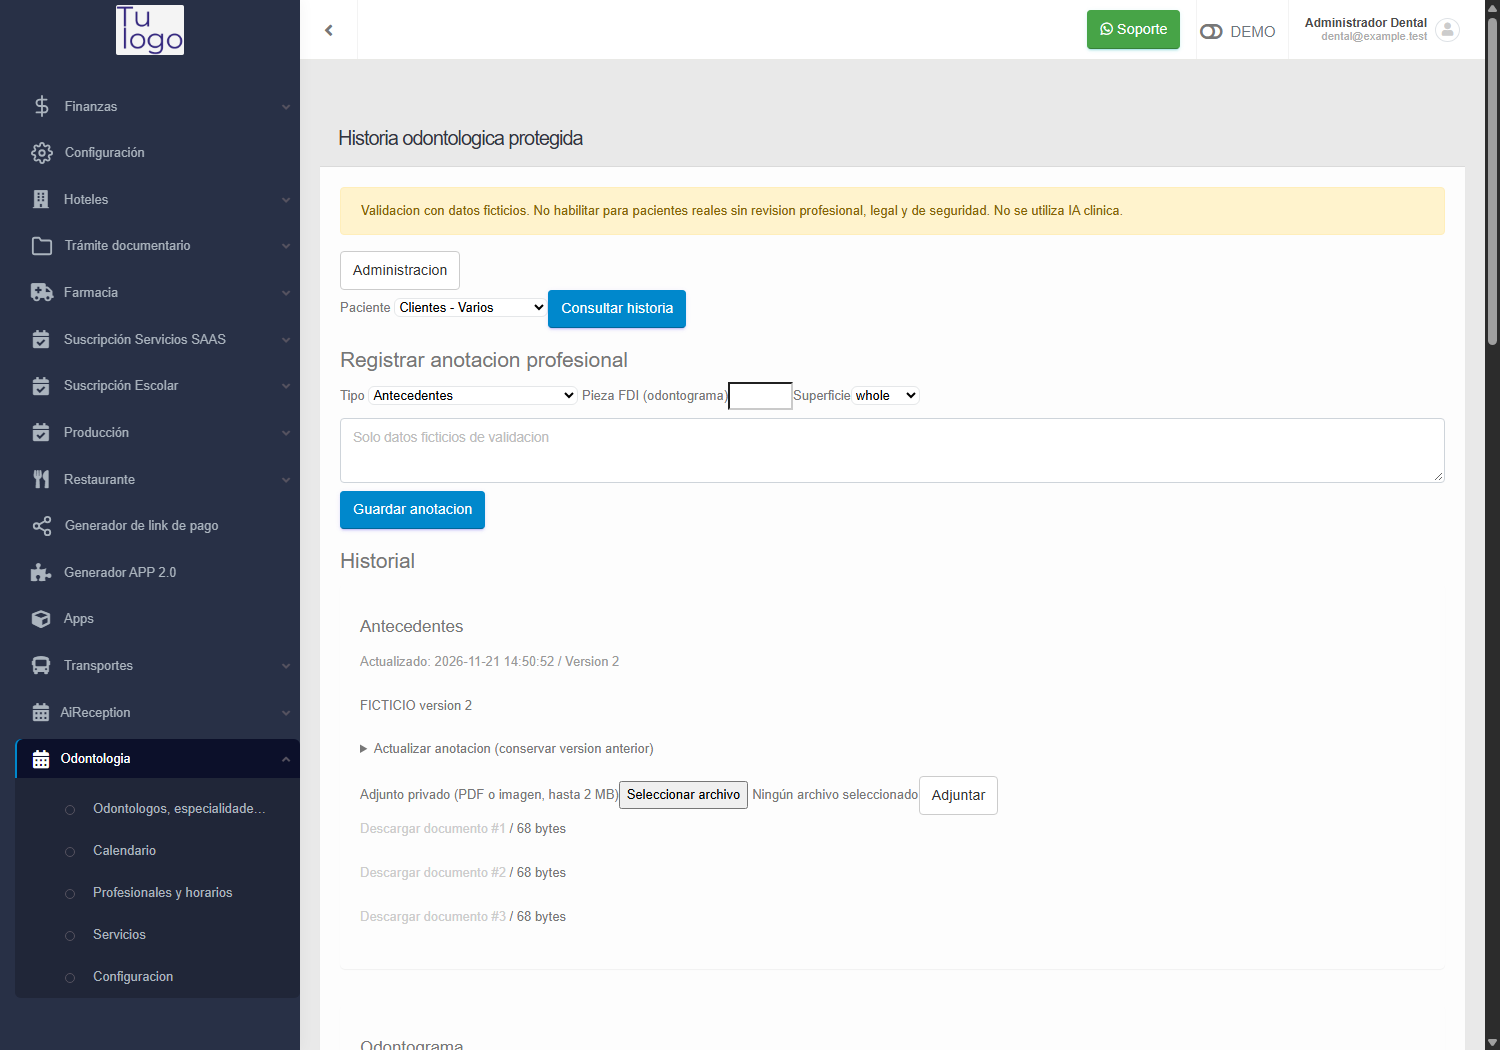 Tu
logo
Finanzas
Configuración
Hoteles
Trámite documentario
Farmacia
Suscripción Servicios SAAS
Suscripción Escolar
Producción
Restaurante
Generador de link de pago
Generador APP 2.0
Apps
Transportes
AiReception
Odontologia
Odontologos, especialidade...
Calendario
Profesionales y horarios
Servicios
Configuracion
Soporte
DEMO
Administrador Dental
dental@example.test
Historia odontologica protegida
Validacion con datos ficticios. No habilitar para pacientes reales sin revision profesional, legal y de seguridad. No se utiliza IA clinica.
Administracion
Paciente Clientes - Varios Consultar historia
Registrar anotacion profesional
Tipo Antecedentes Pieza FDI (odontograma) Superficie whole
Solo datos ficticios de validacion
Guardar anotacion
Historial
Antecedentes
Actualizado: 2026-11-21 14:50:52 / Version 2
FICTICIO version 2
Actualizar anotacion (conservar version anterior)
Adjunto privado (PDF o imagen, hasta 2 MB) Seleccionar archivo Ningún archivo seleccionado Adjuntar
Descargar documento #1 / 68 bytes
Descargar documento #2 / 68 bytes
Descargar documento #3 / 68 bytes
Odontograma